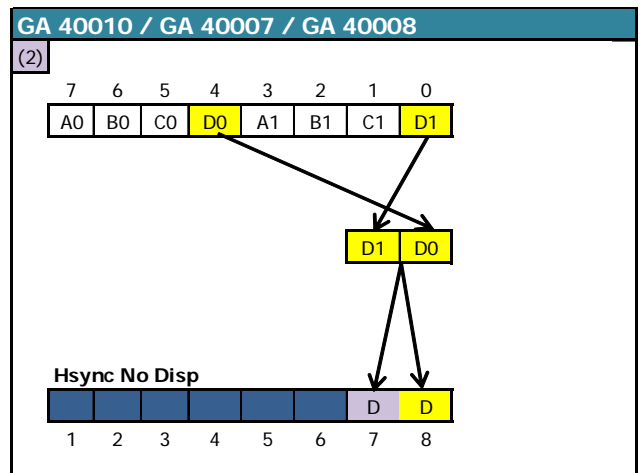 GA 40010 / GA 40007 / GA 40008
(2)
7 6 5 4 3 2 1 0
A0 B0 C0 D0 A1 B1 C1 D1
D1 D0
Hsync No Disp
D D
1 2 3 4 5 6 7 8